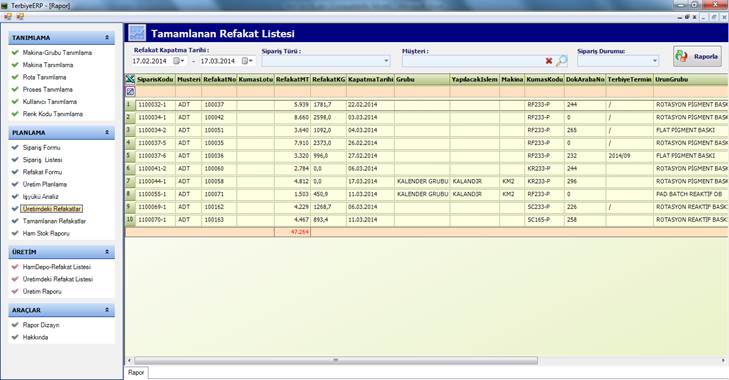 TerbiyeERP - [Rapor]
TANIMLAMA
Makina-Grubu Tanımlama
Makina Tanımlama
Rota Tanımlama
Proses Tanımlama
Kullanıcı Tanımlama
Renk Kodu Tanımlama
PLANLAMA
Sipariş Formu
Sipariş Listesi
Refakat Formu
Üretim Planlama
İşyükü Analiz
Üretimdeki Refakatlar
Tamamlanan Refakatlar
Ham Stok Raporu
ÜRETİM
HamDepo-Refakat Listesi
Üretimdeki Refakat Listesi
Üretim Raporu
ARAÇLAR
Rapor Dizayn
Hakkında
Tamamlanan Refakat Listesi
Refakat Kapatma Tarihi : Sipariş Türü : Müşteri : Sipariş Durumu:
17.02.2014 - 17.03.2014 Raporla
SiparisKodu Musteri RefakatNo KumasLotu RefakatMT RefakatKG KapatmaTarihi Grubu YapılacakIslem Makina KumasKodu DokArabaNo TerbiyeTermin UrunGrubu
1 1100032-1 ADT 100037 5.939 1781,7 22.02.2014 RF233-P 244 / ROTASYON PİGMENT BASKI
2 1100034-1 ADT 100042 8.660 2598,0 03.03.2014 RF233-P 244 ROTASYON PİGMENT BASKI
3 1100034-2 ADT 100051 3.640 1092,0 04.03.2014 RF233-P 265 / FLAT PİGMENT BASKI
4 1100037-5 ADT 100035 7.910 2373,0 26.02.2014 RF233-P 0 ROTASYON PİGMENT BASKI
5 1100037-6 ADT 100036 3.320 996,0 27.02.2014 RF233-P 232 2014/09 FLAT PİGMENT BASKI
6 1100041-2 ADT 100060 2.784 0,0 06.03.2014 KR233-P 244 ROTASYON PİGMENT BASKI
7 1100044-1 ADT 100058 4.812 0,0 17.03.2014 KALENDER GRUBU KALANDIR KM2 KR233-P 296 ROTASYON PİGMENT BASKI
8 1100055-1 ADT 100071 1.503 450,9 11.03.2014 KALENDER GRUBU KALANDIR KM2 RF233-P 0 PAD BATCH REAKTİF DB
9 1100069-1 ADT 100162 4.229 1268,7 06.03.2014 SC233-P 226 / ROTASYON REAKTİF BASK
10 1100070-1 ADT 100163 4.467 893,4 11.03.2014 SC165-P 258 ROTASYON REAKTİF BASK
47.264
Rapor